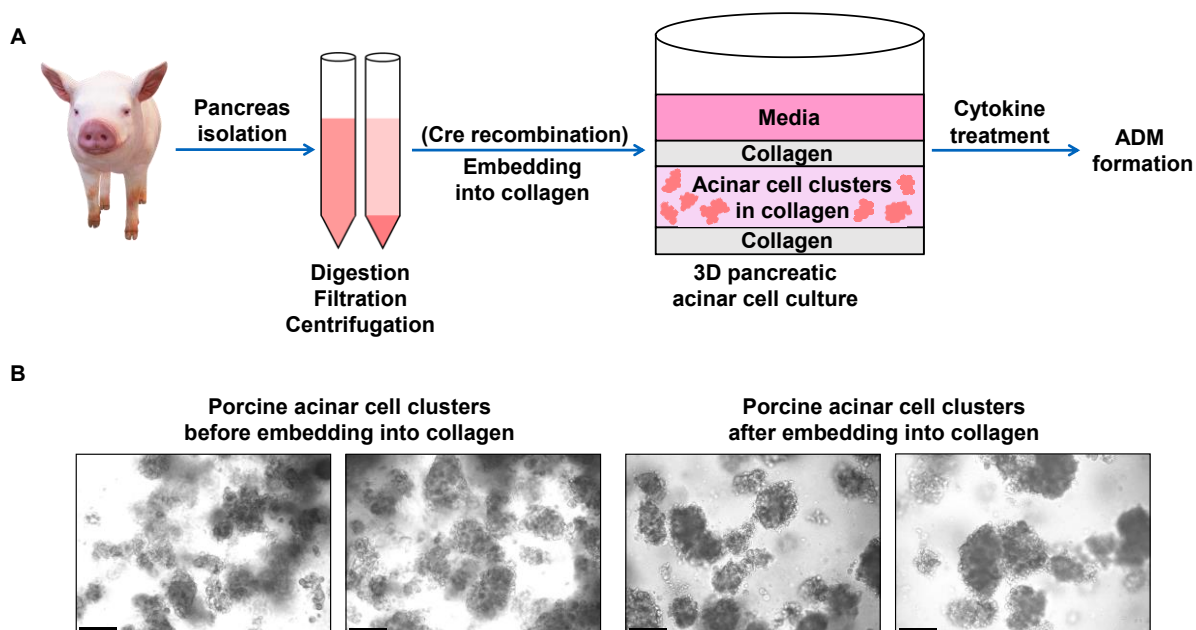 A
Pancreas
isolation
(Cre recombination)
Embedding
into collagen
Digestion
Filtration
Centrifugation
Media
Collagen
Acinar cell clusters
in collagen
Collagen
3D pancreatic
acinar cell culture
Cytokine
treatment
ADM
formation
B
Porcine acinar cell clusters
before embedding into collagen
Porcine acinar cell clusters
after embedding into collagen